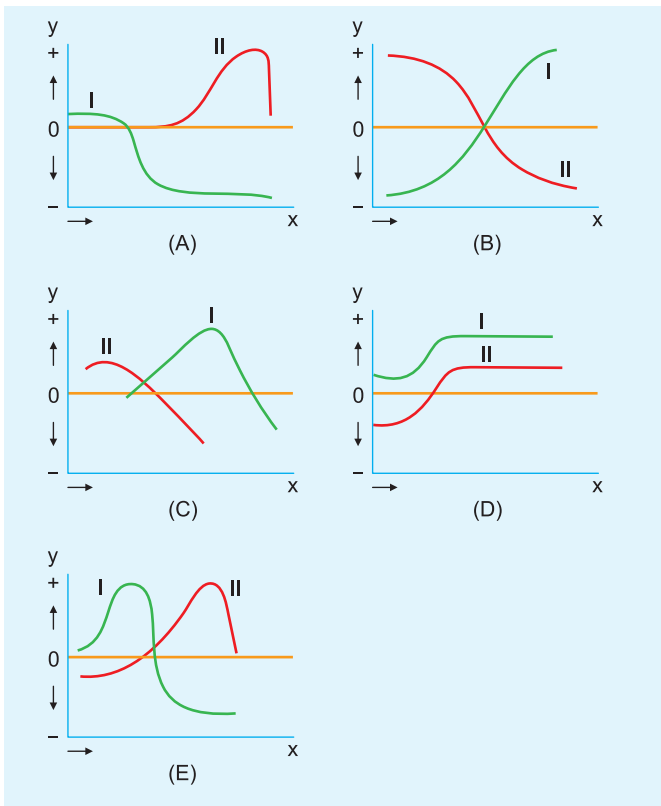 y y
+ II +
I I
0 0
II
– –
x x
(A) (B)
y y
+ I +
II I
II
0 0
– –
x x
(C) (D)
y
+ I II
0
–
x
(E)